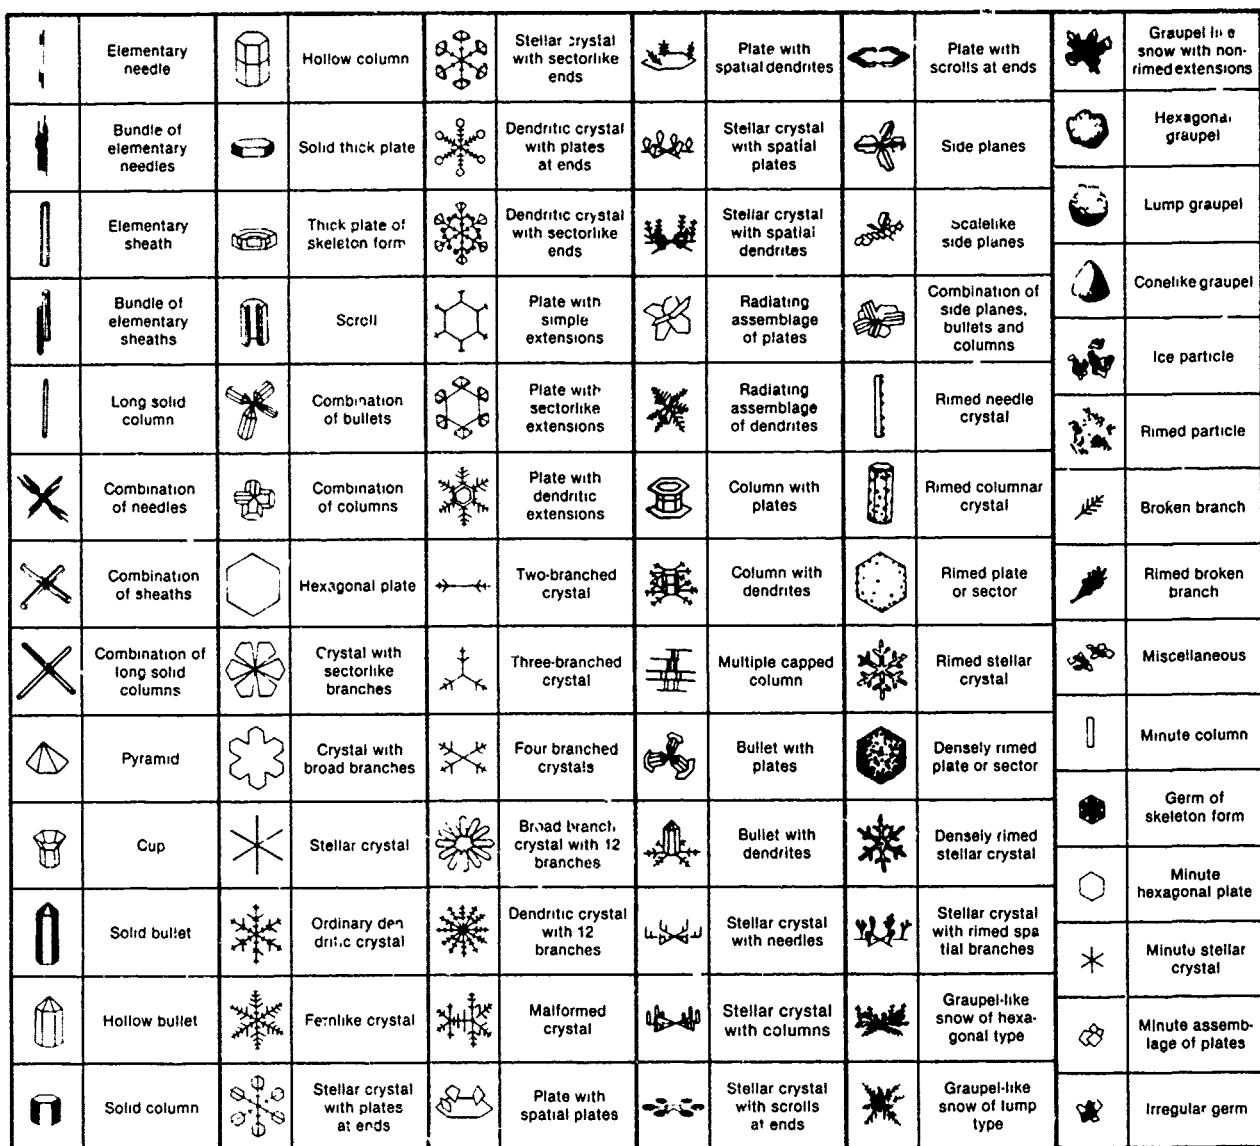 Elementary
needle
Bundle of
elementary
needles
Elementary
sheath
Bundle of
elementary
sheaths
Long solid
column
Combination
of needles
Combination
of sheaths
Combination of
long solid
columns
Pyramid
Cup
Solid bullet
Hollow bullet
Solid column
Hollow column
Solid thick plate
Thick plate of
skeleton form
Scroll
Combination
of bullets
Combination
of columns
Hexagonal plate
Crystal with
sectorlike
branches
Crystal with
broad branches
Stellar crystal
Ordinary den
dritic crystal
Fernlike crystal
Stellar crystal
with plates
at ends
Stellar crystal
with sectorlike
ends
Dendritic crystal
with plates
at ends
Dendritic crystal
with sectorlike
ends
Plate with
simple
extensions
Plate with
sectorlike
extensions
Plate with
dendritic
extensions
Two-branched
crystal
Three-branched
crystal
Four branched
crystals
Broad branch
crystal with 12
branches
Dendritic crystal
with 12
branches
Malformed
crystal
Plate with
spatial plates
Plate with
spatial dendrites
Stellar crystal
with spatial
plates
Stellar crystal
with spatial
dendrites
Radiating
assemblage
of plates
Radiating
assemblage
of dendrites
Column with
plates
Column with
dendrites
Multiple capped
column
Bullet with
plates
Bullet with
dendrites
Stellar crystal
with needles
Stellar crystal
with columns
Stellar crystal
with scrolls
at ends
Plate with
scrolls at ends
Side planes
Scalelike
side planes
Combination of
side planes,
bullets and
columns
Rimed needle
crystal
Rimed columnar
crystal
Rimed plate
or sector
Rimed stellar
crystal
Densely rimed
plate or sector
Densely rimed
stellar crystal
Stellar crystal
with rimed spa
tial branches
Graupel-like
snow of hexa-
gonal type
Graupel-like
snow of lump
type
Graupel like
snow with non-
rimed extensions
Hexagonal
graupel
Lump graupel
Conelike graupel
Ice particle
Rimed particle
Broken branch
Rimed broken
branch
Miscellaneous
Minute column
Germ of
skeleton form
Minute
hexagonal plate
Minute stellar
crystal
Minute assemb-
lage of plates
Irregular germ